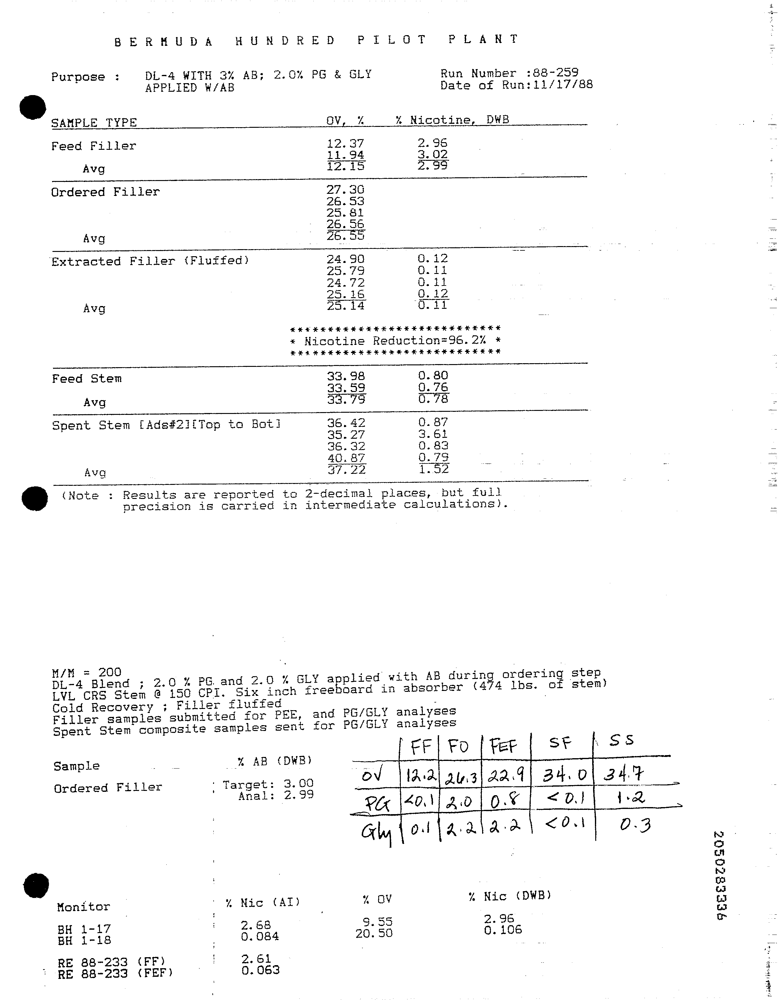 BERMUDA HUNDRED PILOT PLANT
Purpose : DL-4 WITH 3% AB; 2.0% PG & GLY Run Number :88-259
APPLIED W/AB Date of Run:11/17/88
SAMPLE TYPE OV, % % Nicotine, DWB
Feed Filler 12.37 2.96
11.94 3.02
Avg 12.15 2.99
Ordered Filler 27.30
26.53
25.81
26.56
Avg 26.55
Extracted Filler (Fluffed) 24.90 0.12
25.79 0.11
24.72 0.11
25.16 0.12
Avg 25.14 0.11
****************************
* Nicotine Reduction=96.2% *
****************************
Feed Stem 33.98 0.80
33.59 0.76
Avg 33.79 0.78
Spent Stem [Ads#2][Top to Bot] 36.42 0.87
35.27 3.61
36.32 0.83
40.87 0.79
Avg 37.22 1.52
(Note : Results are reported to 2-decimal places, but full
precision is carried in intermediate calculations).
M/M = 200
DL-4 Blend ; 2.0 % PG and 2.0 % GLY applied with AB during ordering step
LVL CRS Stem @ 150 CPI. Six inch freeboard in absorber (474 lbs. of stem)
Cold Recovery ; Filler fluffed
Filler samples submitted for PEE, and PG/GLY analyses
Spent Stem composite samples sent for PG/GLY analyses
Sample % AB (DWB)
Ordered Filler Target: 3.00
Anal: 2.99
FF FO FEF SF SS
OV 12.2 26.3 22.9 34.0 34.7
PG <0.1 2.0 0.8 <0.1 1.2
Gly 0.1 2.2 2.2 <0.1 0.3
Monitor % Nic (AI) % OV % Nic (DWB)
BH 1-17 2.68 9.55 2.96
BH 1-18 0.084 20.50 0.106
RE 88-233 (FF) 2.61
RE 88-233 (FEF) 0.063
2050283336